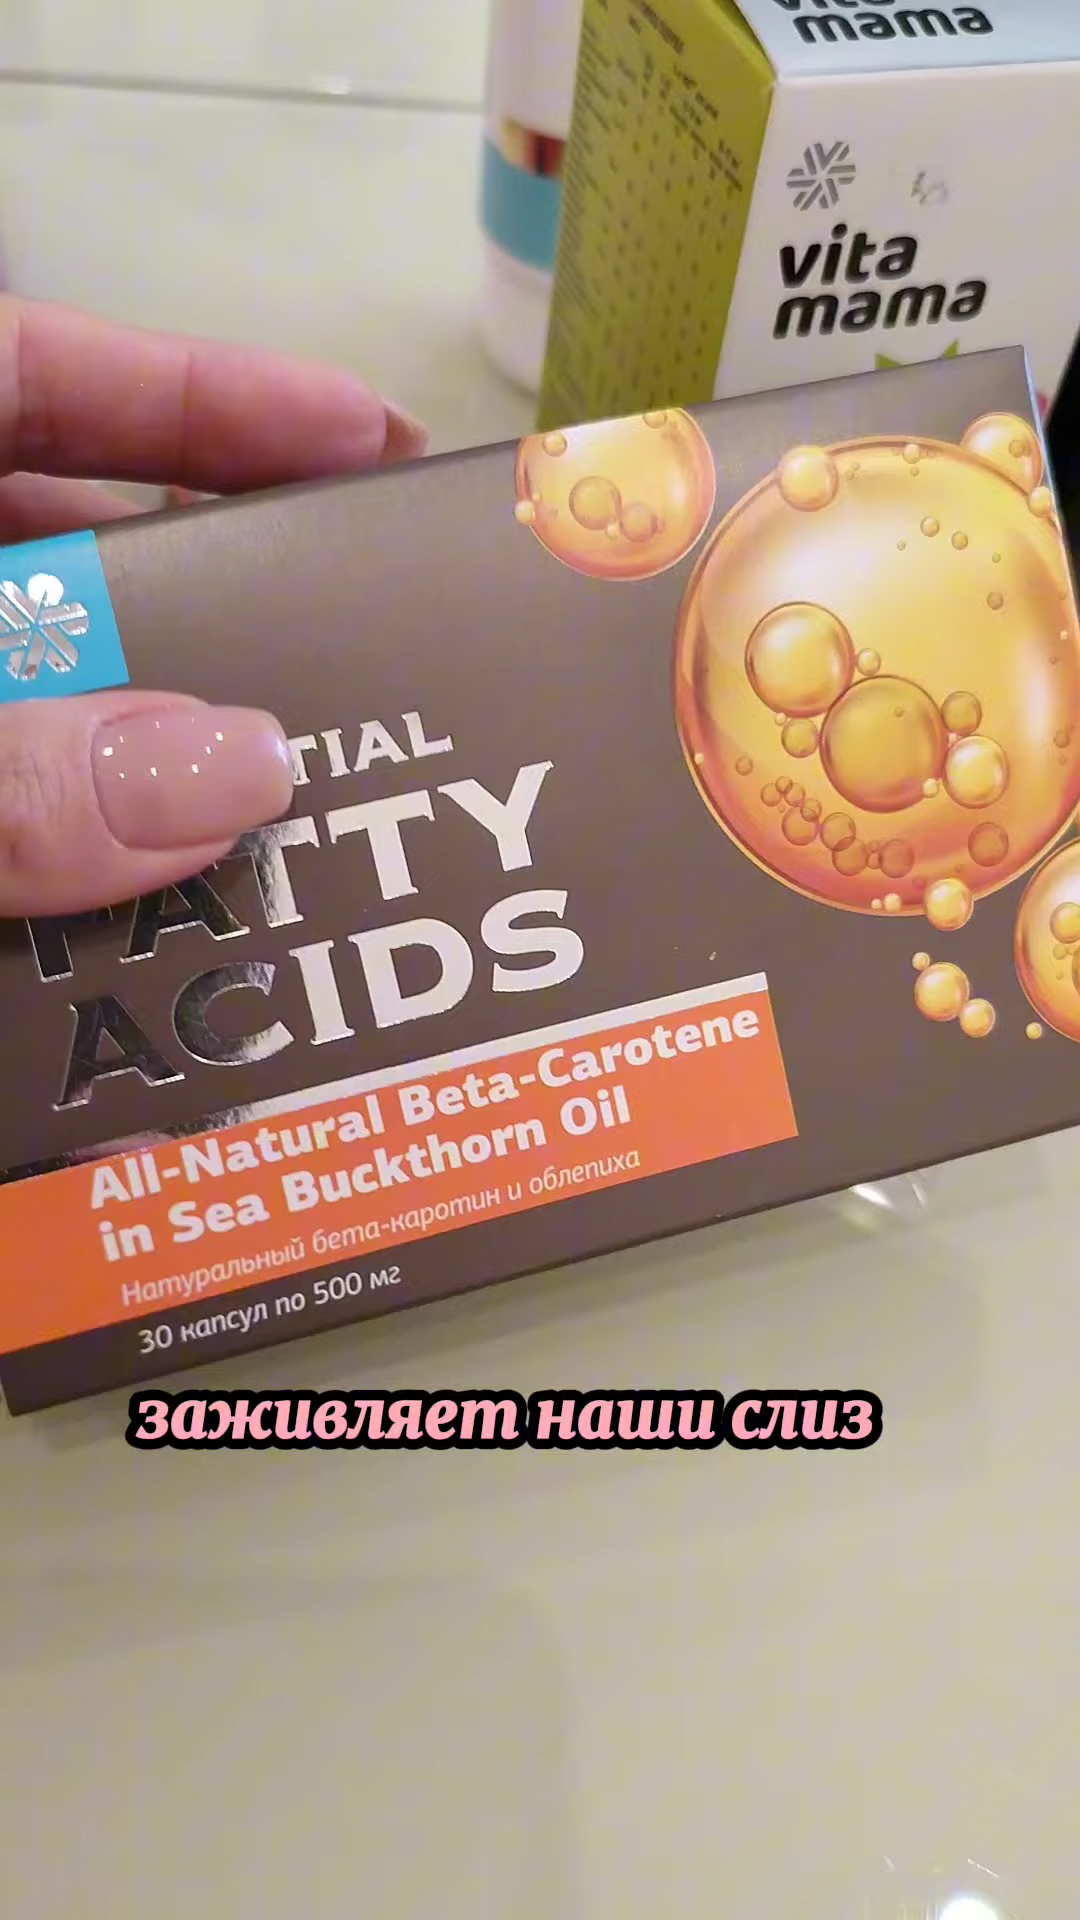 mama
vita
mama
TIAL
FATTY
ACIDS
All-Natural Beta-Carotene
in Sea Buckthorn Oil
Натуральный бета-каротин и облепиха
30 капсул по 500 мг
заживляет наши слиз